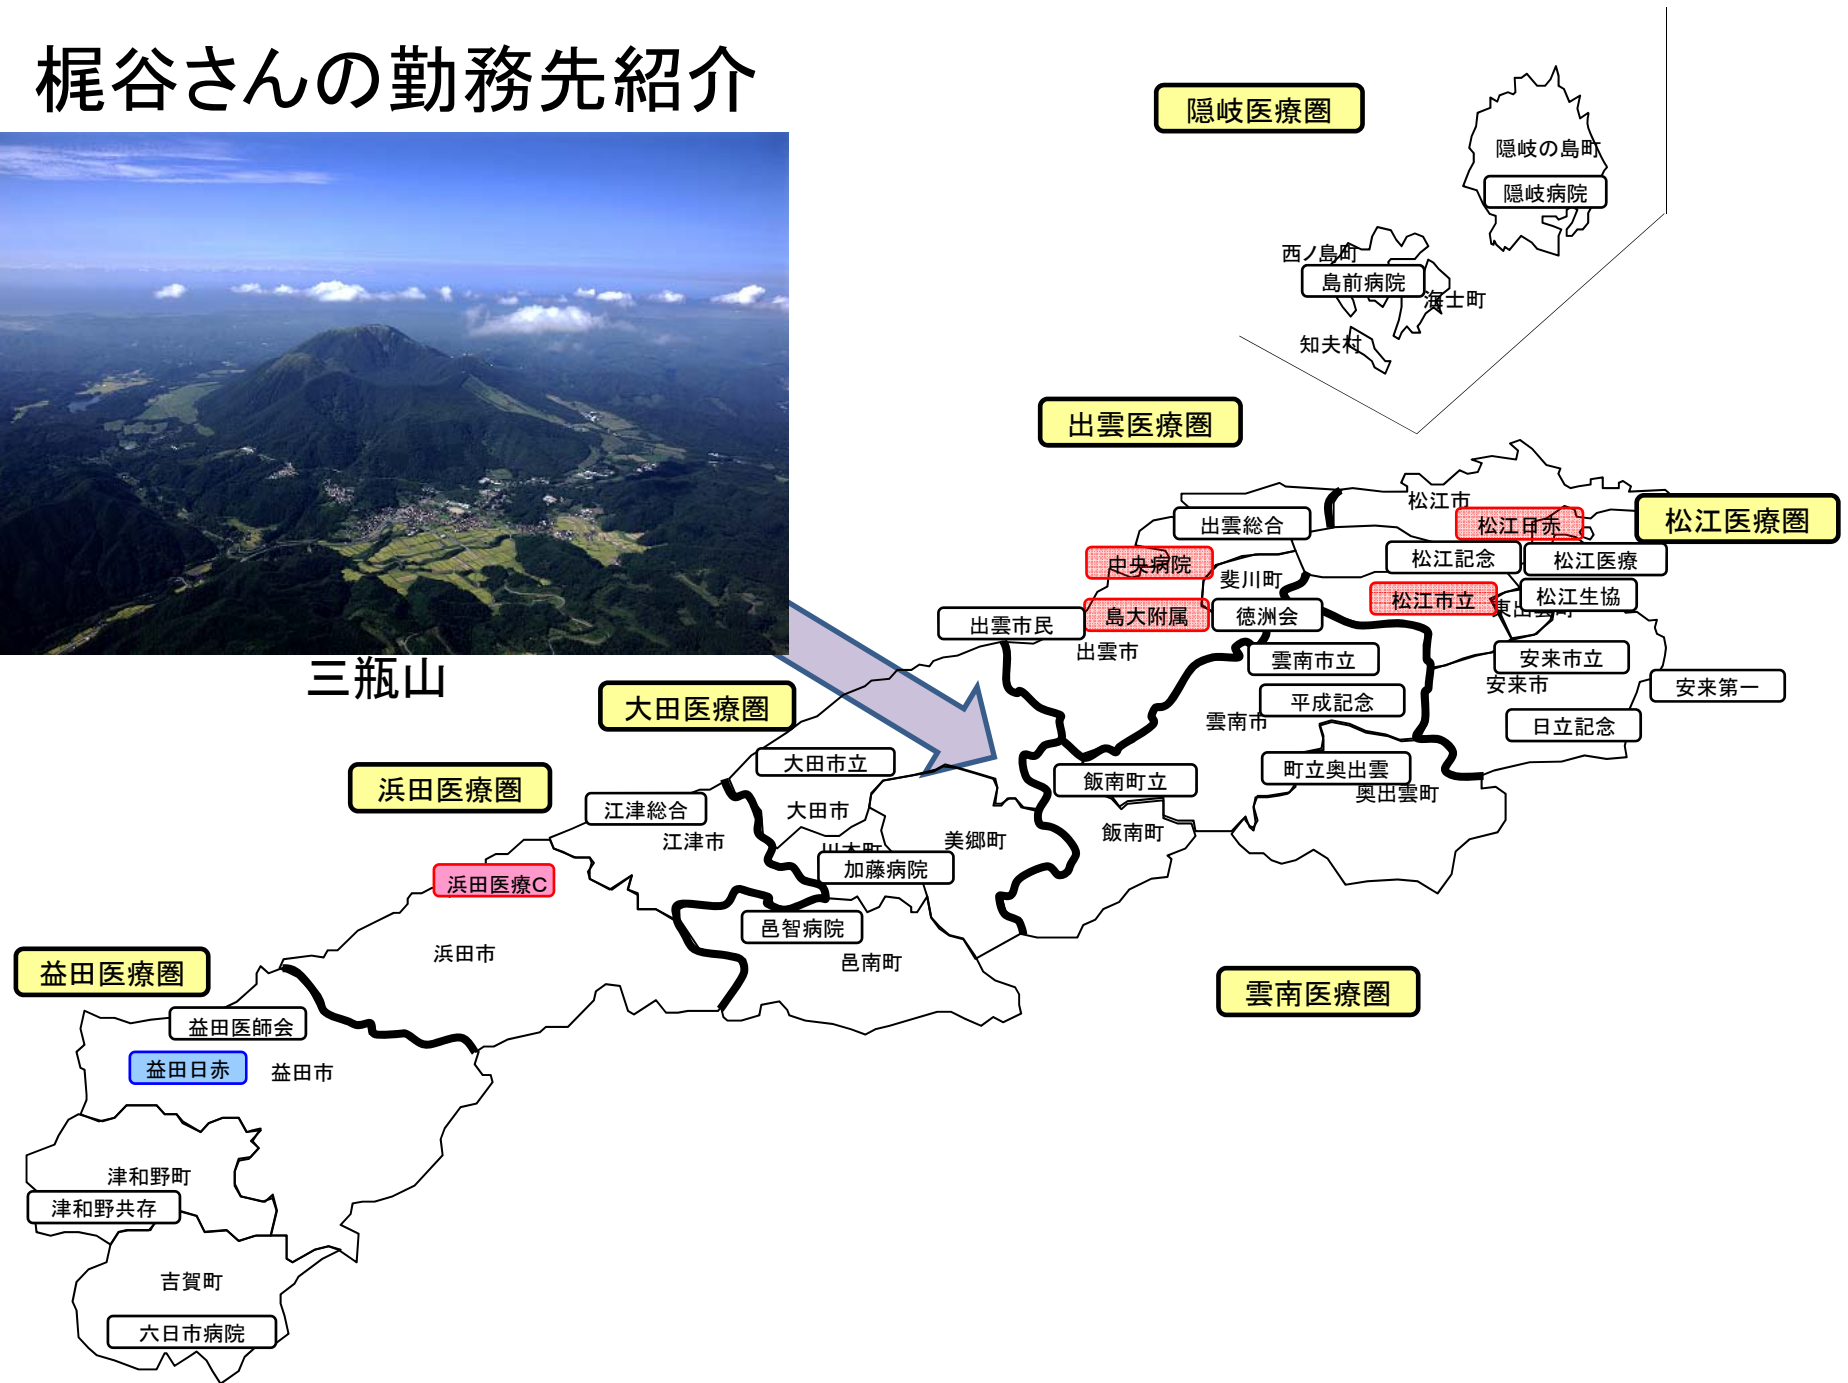 梶谷さんの勤務先紹介
隠岐医療圏
隠岐の島町
隠岐病院
西ノ島町
島前病院
海士町
知夫村
出雲医療圏
松江市
松江日赤
松江医療圏
出雲総合
中央病院
斐川町
松江記念
松江医療
島大附属
徳洲会
松江市立
松江生協
東出雲町
出雲市民
出雲市
雲南市立
安来市立
安来市
安来第一
三瓶山
大田医療圏
平成記念
雲南市
日立記念
浜田医療圏
大田市立
飯南町立
町立奥出雲
奥出雲町
江津総合
江津市
大田市
川本町
美郷町
飯南町
加藤病院
浜田医療C
邑智病院
浜田市
邑南町
益田医療圏
雲南医療圏
益田医師会
益田日赤
益田市
津和野町
津和野共存
吉賀町
六日市病院